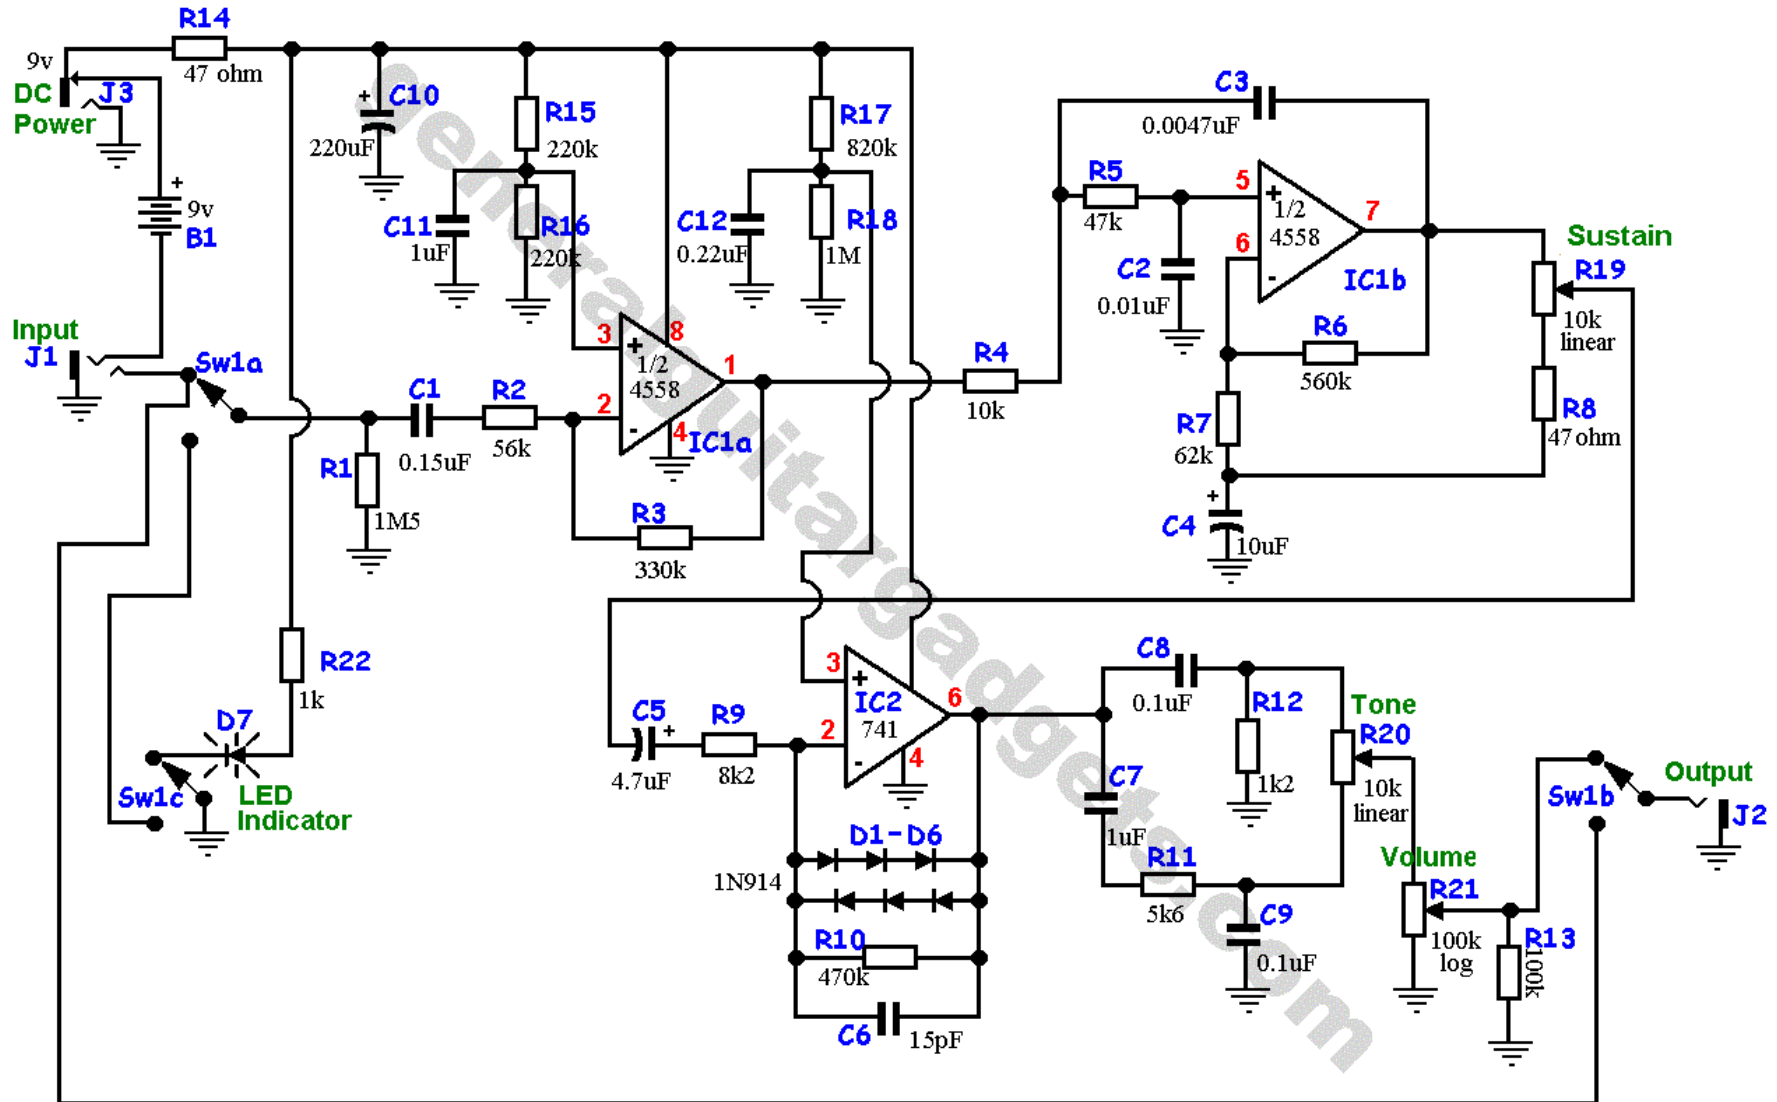 R14
47 ohm
9v
DC
Power
J3
C10
+
220uF
R15
220k
R17
820k
C3
0.0047uF
+
9v
B1
C11
1uF
R16
220k
C12
0.22uF
R18
1M
R5
47k
5
+
1/2
4558
6
-
7
IC1b
C2
0.01uF
Sustain
R19
10k
linear
Input
J1
Sw1a
3
+
8
1/2
4558
1
2
-
4
IC1a
R4
10k
R6
560k
R7
62k
R8
47 ohm
C1
0.15uF
R2
56k
R1
1M5
R3
330k
+
C4
10uF
R22
1k
D7
Sw1c
LED
Indicator
C5
+
4.7uF
R9
8k2
3
+
IC2
741
6
2
-
4
C8
0.1uF
R12
1k2
Tone
R20
10k
linear
C7
1uF
R11
5k6
C9
0.1uF
Volume
R21
100k
log
R13
100k
Sw1b
Output
J2
D1-D6
1N914
R10
470k
C6
15pF
generalguitargadgets.com